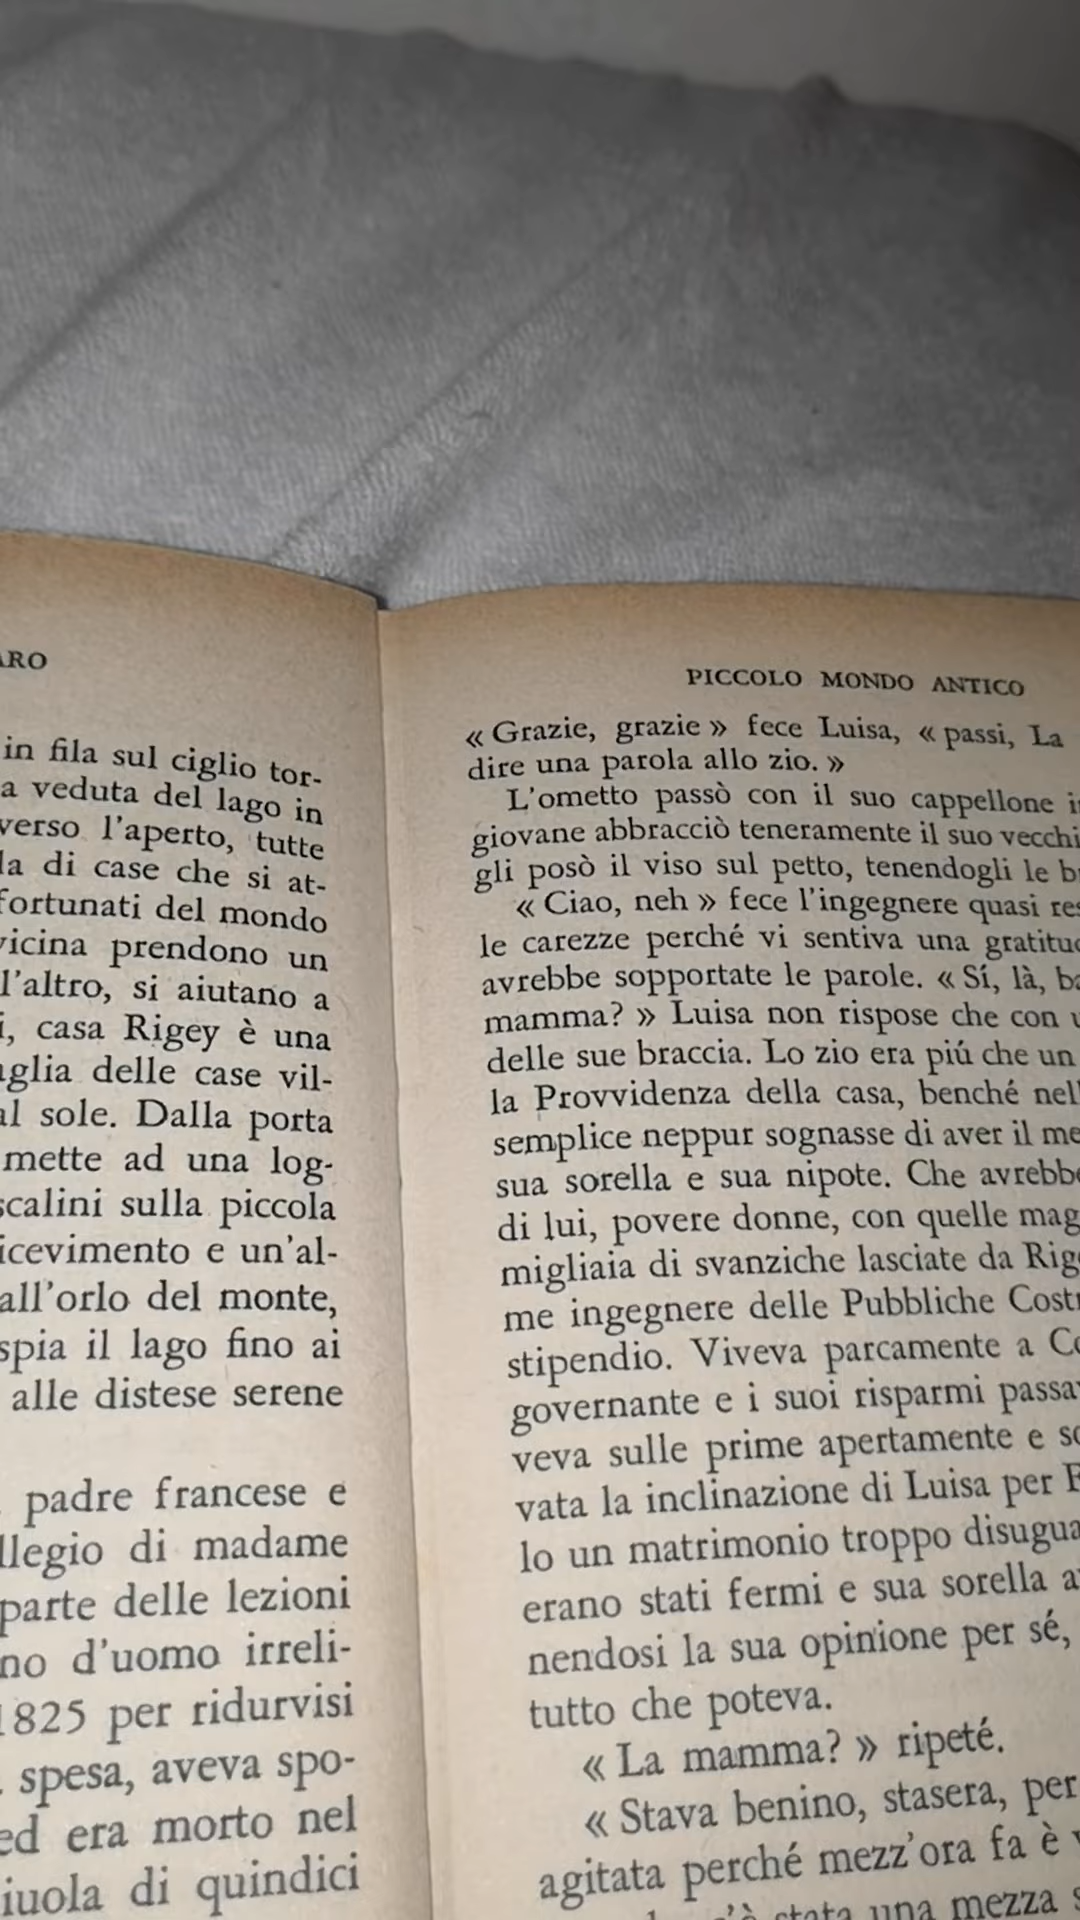 in fila sul ciglio tor-
a veduta del lago in
verso l'aperto, tutte
di case che si at-
fortunati del mondo
vicina prendono un
l'altro, si aiutano a
casa Rigey è una
delle case vil-
al sole. Dalla porta
mette ad una log-
scalini sulla piccola
e un'al-
all'orlo del monte,
spia il lago fino ai
alle distese serene
padre francese e
di madame
parte delle lezioni
d'uomo irreli-
1825 per ridurvisi
spesa, aveva spo-
ed era morto nel
di quindici
PICCOLO MONDO ANTICO
« Grazie, grazie » fece Luisa, « passi, La
dire una parola allo zio. »
L'ometto passò con il suo cappellone
giovane abbracciò teneramente il suo
gli posò il viso sul petto, tenendogli le
« Ciao, neh » fece l'ingegnere quasi
le carezze perché vi sentiva una
avrebbe sopportate le parole. « Sí, là,
mamma? » Luisa non rispose che con
delle sue braccia. Lo zio era piú che un
la Provvidenza della casa, benché
semplice neppur sognasse di aver il
sua sorella e sua nipote. Che
di lui, povere donne, con quelle
migliaia di svanziche lasciate da
me ingegnere delle Pubbliche
stipendio. Viveva parcamente a
governante e i suoi risparmi
veva sulle prime apertamente e
vata la inclinazione di Luisa per
lo un matrimonio troppo
erano stati fermi e sua sorella
nendosi la sua opinione per sé,
tutto che poteva.
« La mamma? » ripeté.
« Stava benino, stasera, per
agitata perché mezz'ora fa è
stata una mezza